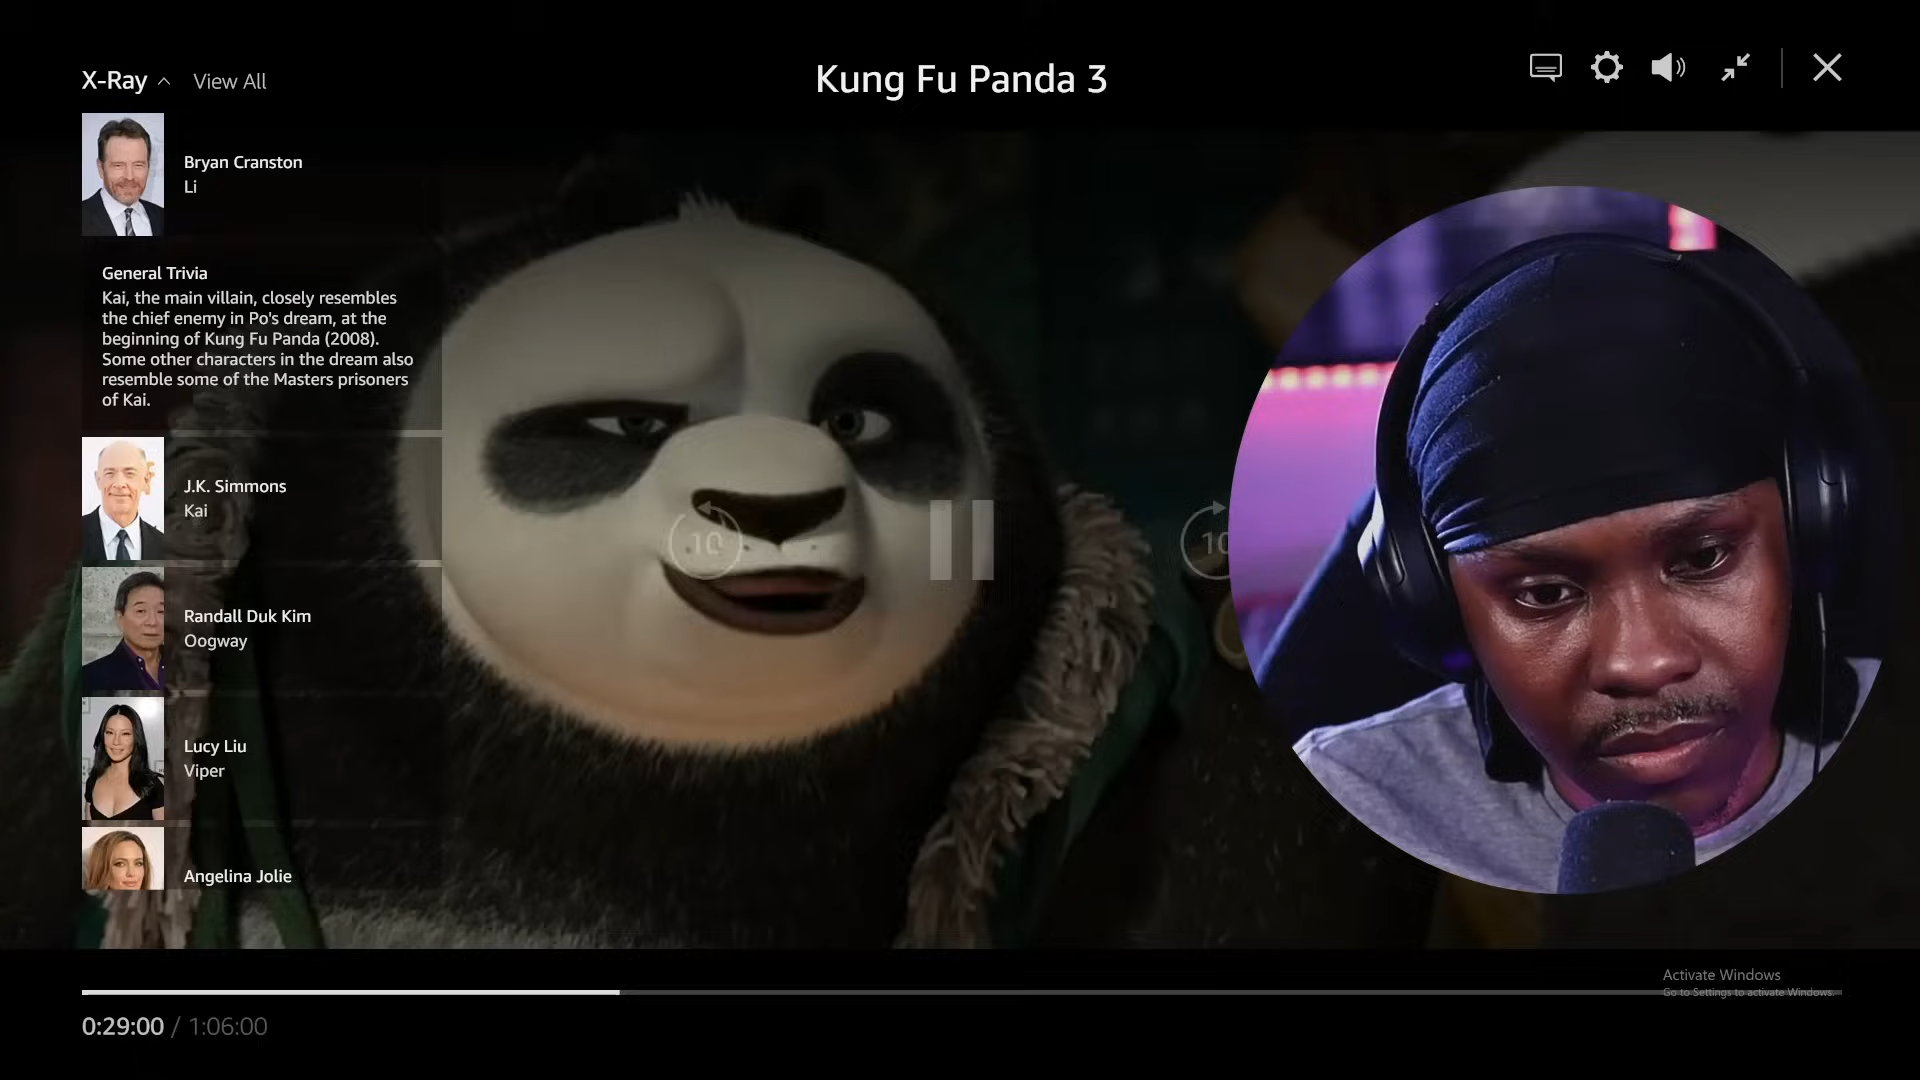 X-Ray View All
Kung Fu Panda 3
Bryan Cranston
Li
General Trivia
Kai, the main villain, closely resembles
the chief enemy in Po's dream, at the
beginning of Kung Fu Panda (2008).
Some other characters in the dream also
resemble some of the Masters prisoners
of Kai.
J.K. Simmons
Kai
Randall Duk Kim
Oogway
Lucy Liu
Viper
Angelina Jolie
10
10
Activate Windows
Go to Settings to activate Windows.
0:29:00 / 1:06:00